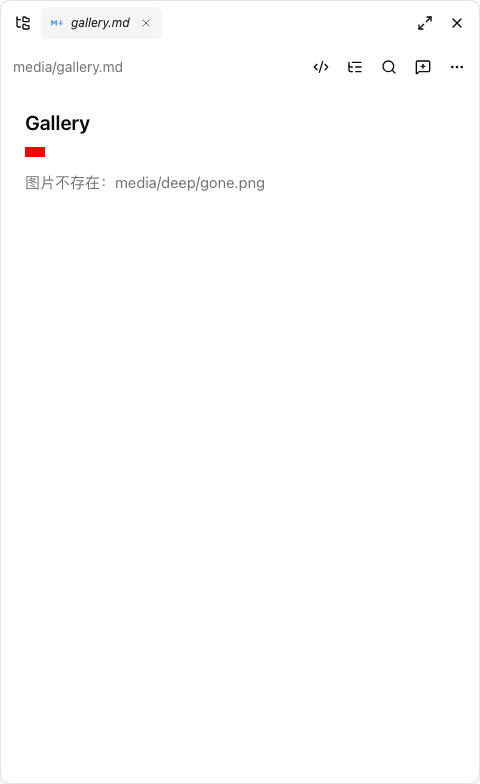 M↓ gallery.md
media/gallery.md
Gallery
图片不存在：media/deep/gone.png